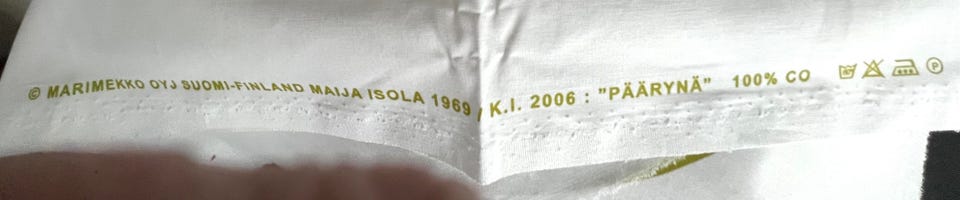 © MARIMEKKO OYJ SUOMI-FINLAND MAIJA ISOLA 1969 / K.I. 2006 : "PÄÄRYNÄ" 100% CO